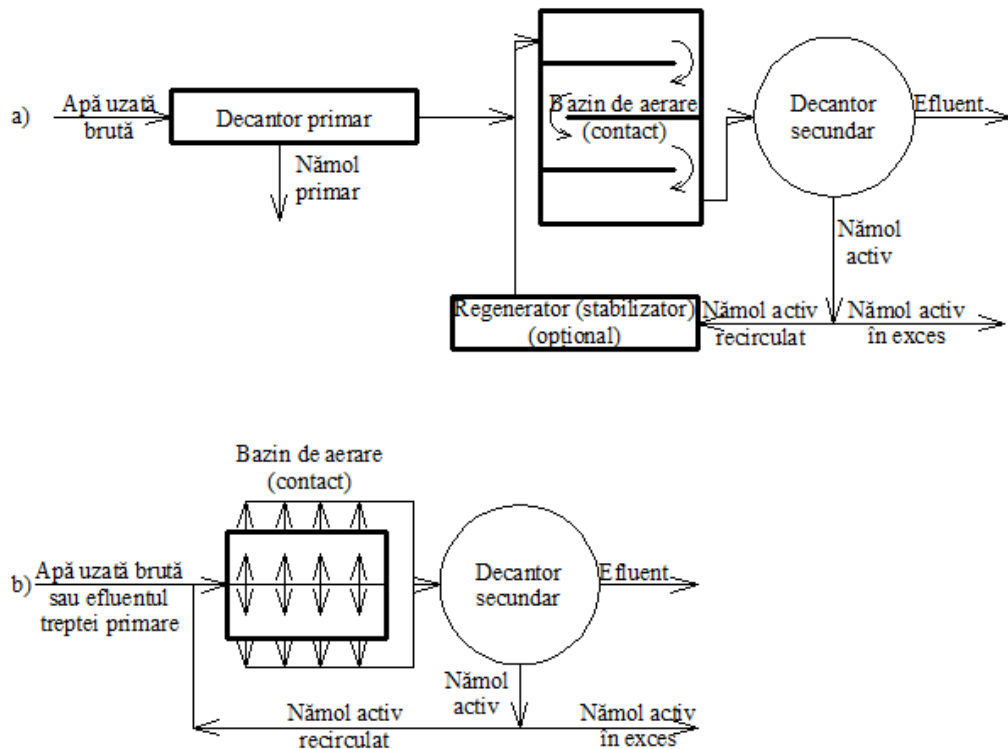 a)
Apă uzată
brută
Decantor primar
Nămol
primar
Bazin de aerare
(contact)
Decantor
secundar
Efluent
Nămol
activ
Regenerator (stabilizator)
(opțional)
Nămol activ
recirculat
Nămol activ
în exces
Bazin de aerare
(contact)
b)
Apă uzată brută
sau efluentul
treptei primare
Decantor
secundar
Efluent
Nămol
activ
Nămol activ
recirculat
Nămol activ
în exces